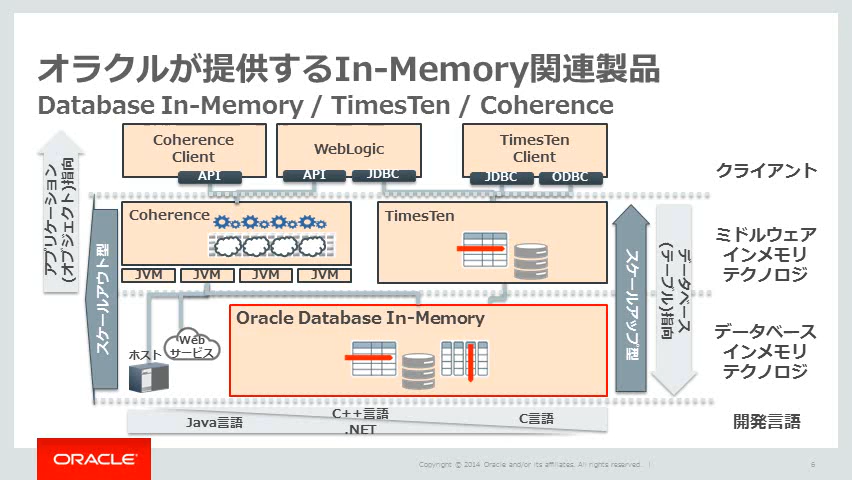 オラクルが提供するIn-Memory関連製品
Database In-Memory / TimesTen / Coherence
アプリケーション
(オブジェクト)指向
スケールアウト型
Coherence
Client
API
WebLogic
API
JDBC
TimesTen
Client
JDBC
ODBC
クライアント
Coherence
JVM
JVM
JVM
JVM
TimesTen
スケールアップ型
データベース
(テーブル)指向
ミドルウェア
インメモリ
テクノロジ
Oracle Database In-Memory
ホスト
Web
サービス
データベース
インメモリ
テクノロジ
Java言語
C++言語
.NET
C言語
開発言語
ORACLE
Copyright © 2014 Oracle and/or its affiliates. All rights reserved. |
6